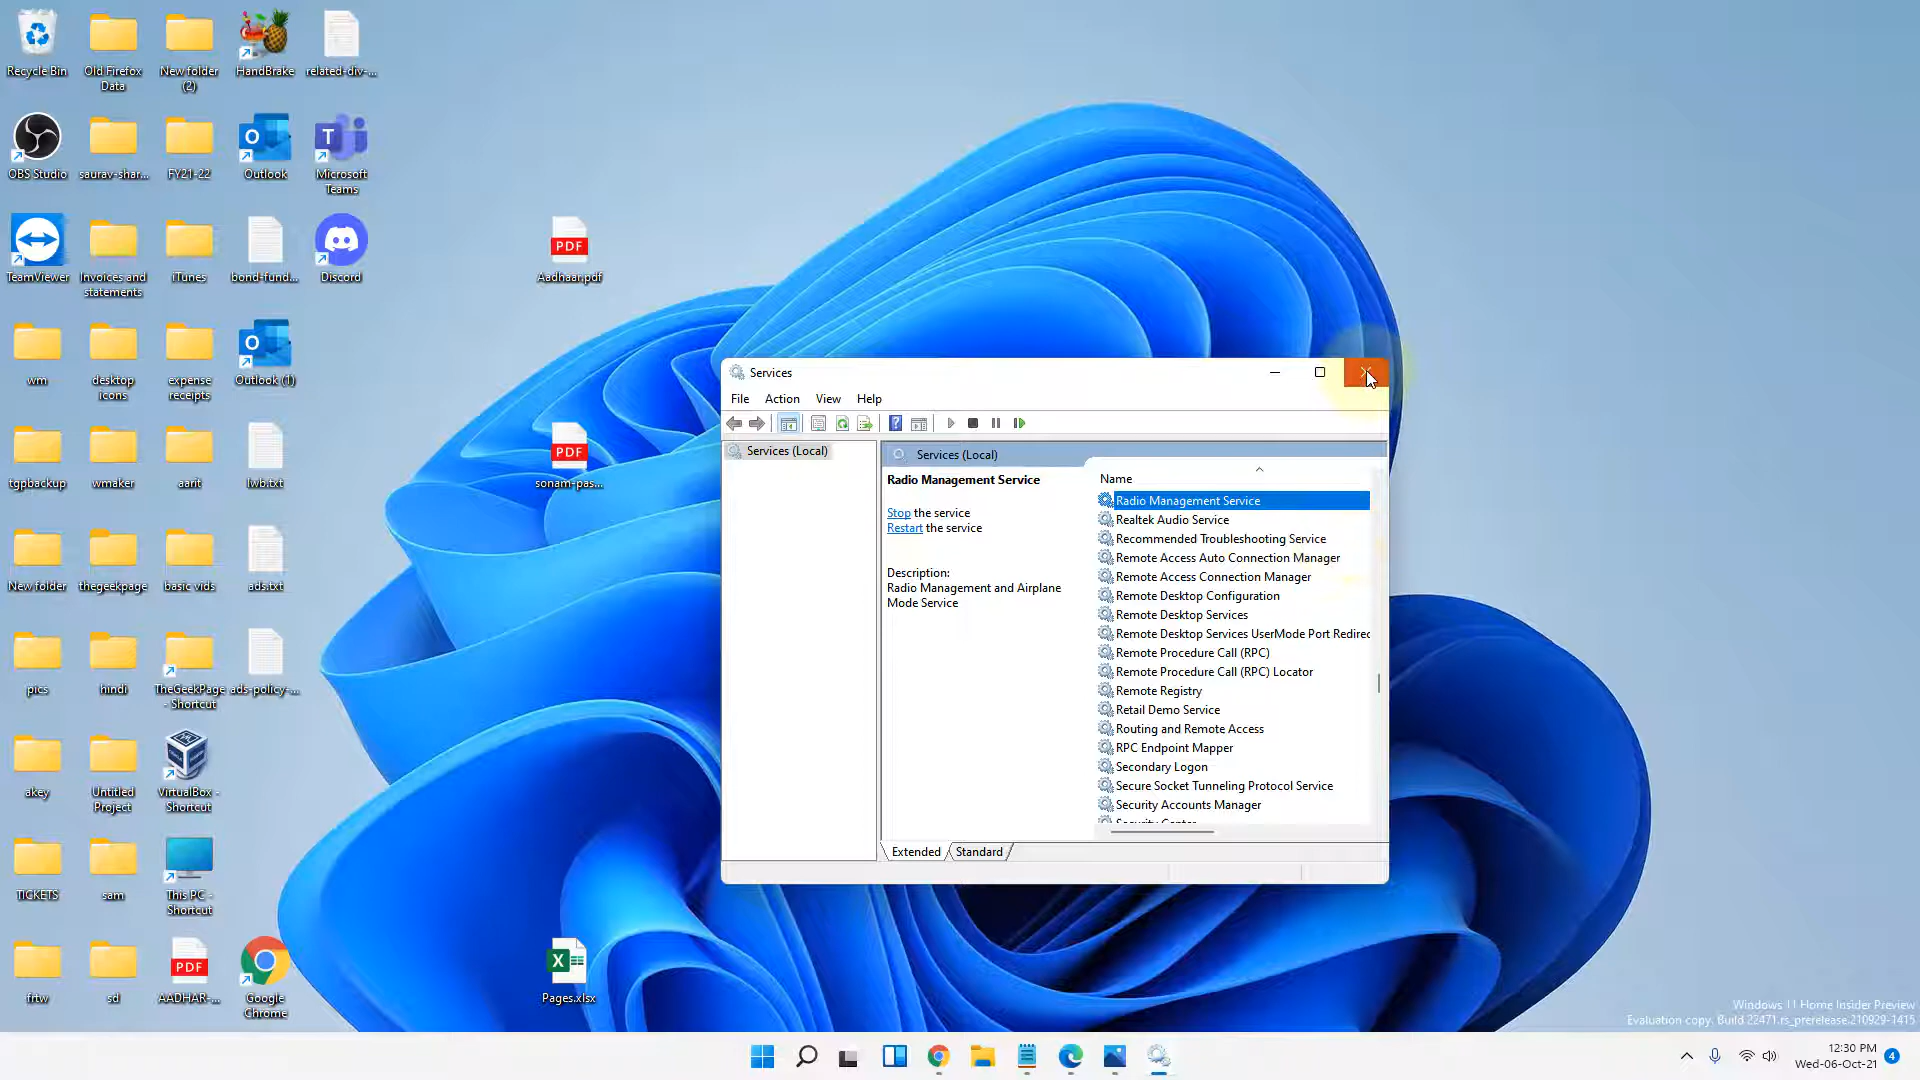 Recycle Bin
Old Firefox
Data
New folder
(2)
HandBrake
related-div-...
OBS Studio
saurav-shar...
FY21-22
Outlook
Microsoft
Teams
TeamViewer
Invoices and
statements
iTunes
bond-fund...
Discord
wm
desktop
icons
expense
receipts
Outlook (1)
tgpbackup
wmaker
aarit
lwb.txt
New folder
thegeekpage
basic vids
ads.txt
pics
hindi
TheGeekPage
- Shortcut
ads-policy-...
akey
Untitled
Project
VirtualBox -
Shortcut
TICKETS
sam
This PC -
Shortcut
frtw
sd
PDF
AADHAR-...
Google
Chrome
PDF
Aadhaar.pdf
PDF
sonam-pas...
Pages.xlsx
Services
File Action View Help
Services (Local)
Services (Local)
Radio Management Service
Stop the service
Restart the service
Description:
Radio Management and Airplane
Mode Service
Name
Radio Management Service
Realtek Audio Service
Recommended Troubleshooting Service
Remote Access Auto Connection Manager
Remote Access Connection Manager
Remote Desktop Configuration
Remote Desktop Services
Remote Desktop Services UserMode Port Redirec
Remote Procedure Call (RPC)
Remote Procedure Call (RPC) Locator
Remote Registry
Retail Demo Service
Routing and Remote Access
RPC Endpoint Mapper
Secondary Logon
Secure Socket Tunneling Protocol Service
Security Accounts Manager
Security Center
Extended Standard
Windows 11 Home Insider Preview
Evaluation copy. Build 22471.rs_prerelease.210929-1415
12:30 PM
Wed-06-Oct-21
4